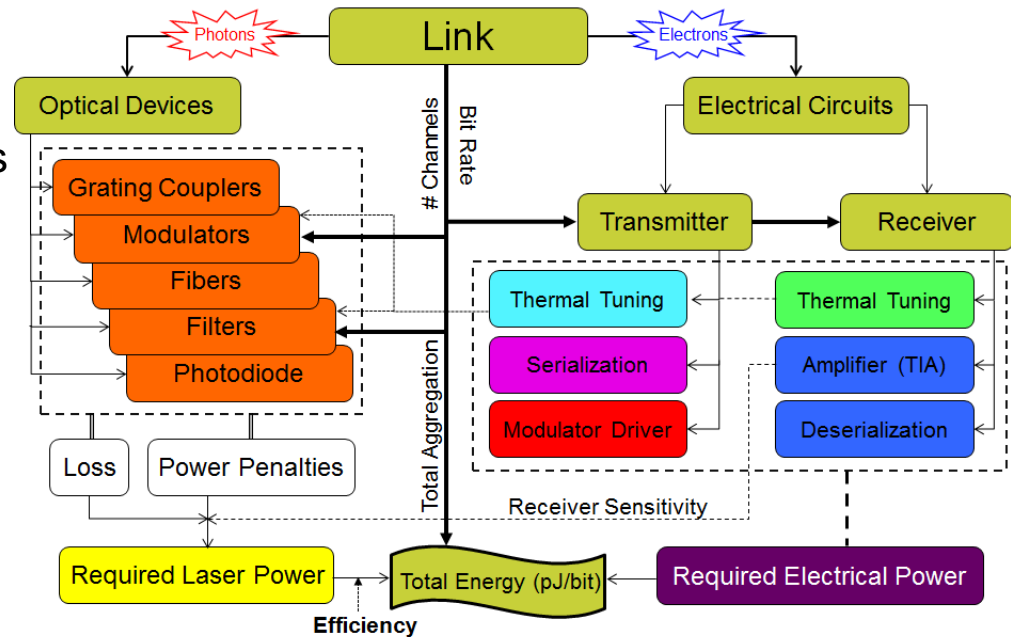 Photons
Link
Electrons
Optical Devices
Electrical Circuits
s
# Channels
Bit Rate
Grating Couplers
Modulators
Fibers
Filters
Photodiode
Transmitter
Receiver
Thermal Tuning
Thermal Tuning
Serialization
Amplifier (TIA)
Modulator Driver
Deserialization
Total Aggregation
Loss
Power Penalties
Receiver Sensitivity
Required Laser Power
Total Energy (pJ/bit)
Required Electrical Power
Efficiency